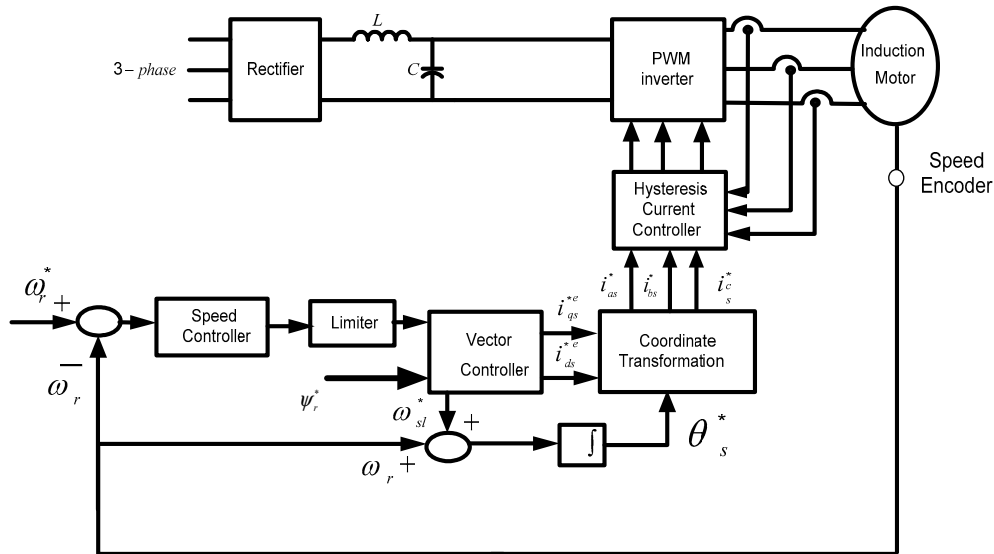 L
3 – phase
Rectifier
C
PWM
inverter
Induction
Motor
Speed
Encoder
Hysteresis
Current
Controller
i*as
i*bs
i*cs
ω*r
+
Speed
Controller
Limiter
Vector
Controller
i*eqs
i*eds
Coordinate
Transformation
–
ωr
ψ*r
ω*sl
+
ωr
+
∫
θ*s